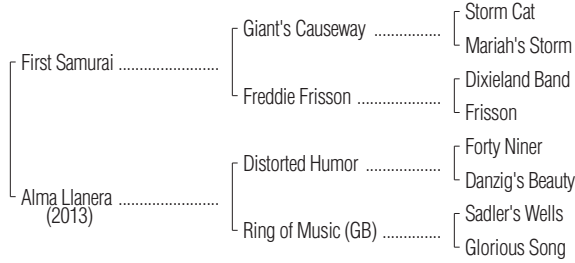 Storm Cat
Giant's Causeway ..................
Mariah's Storm
First Samurai ......................
Dixieland Band
Freddie Frisson ...................
Frisson
Forty Niner
Distorted Humor .................
Danzig's Beauty
Alma Llanera ......................
(2013)
Sadler's Wells
Ring of Music (GB) .............
Glorious Song